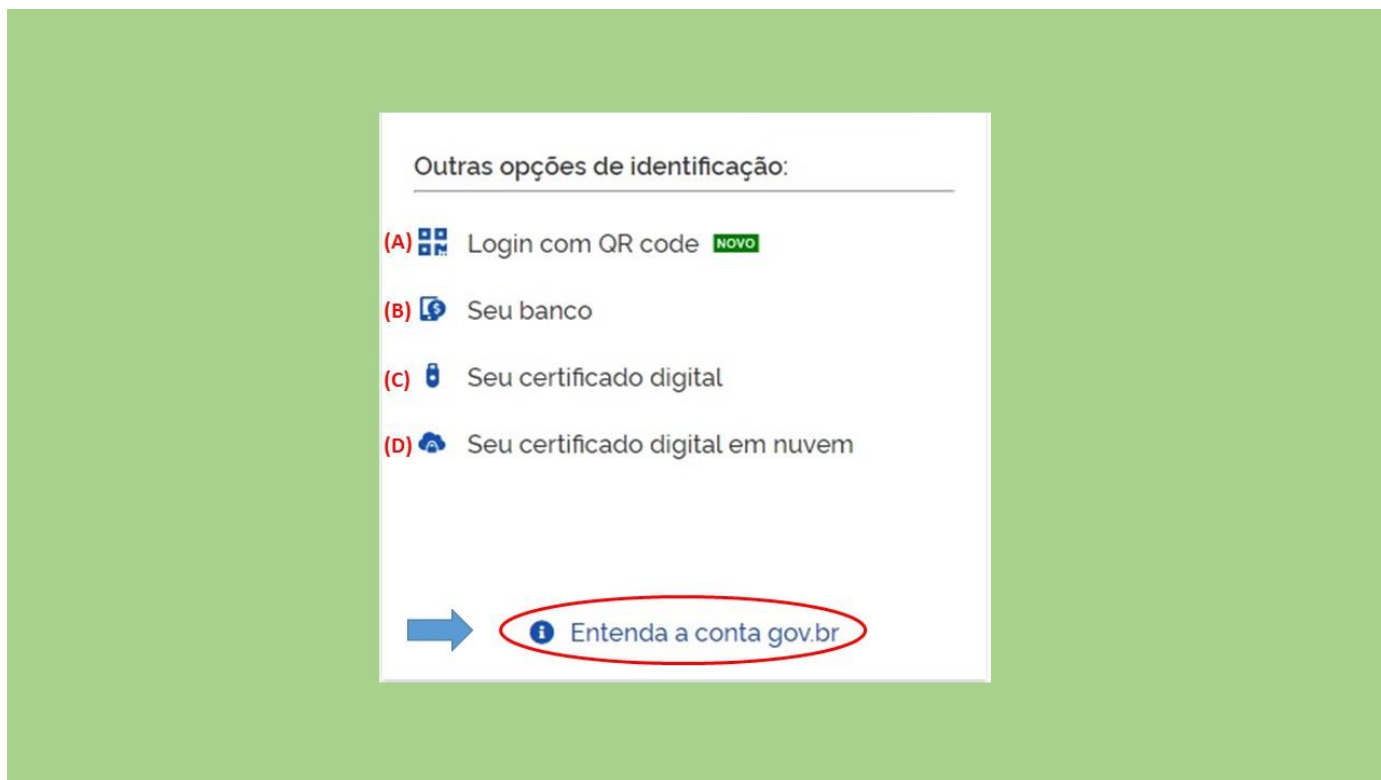 Outras opções de identificação:
(A) Login com QR code NOVO
(B) Seu banco
(C) Seu certificado digital
(D) Seu certificado digital em nuvem
Entenda a conta gov.br